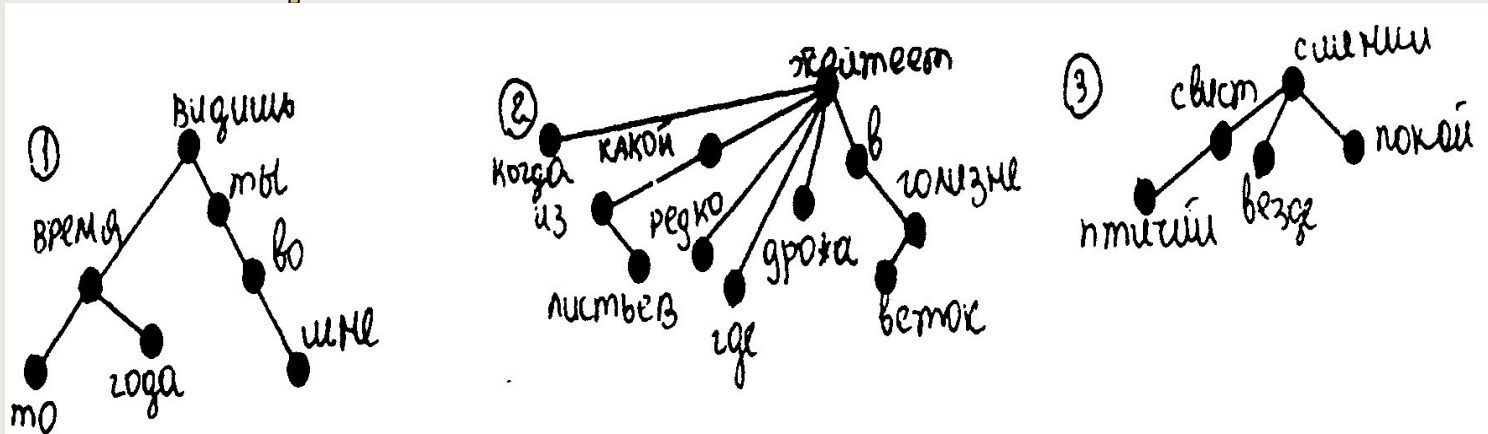 1
видишь
ты
время
во
мне
года
то
2
желтеет
когда
какой
в
из
голизне
редко
дрожа
листьев
где
веток
3
сменил
свист
покой
везде
птичий